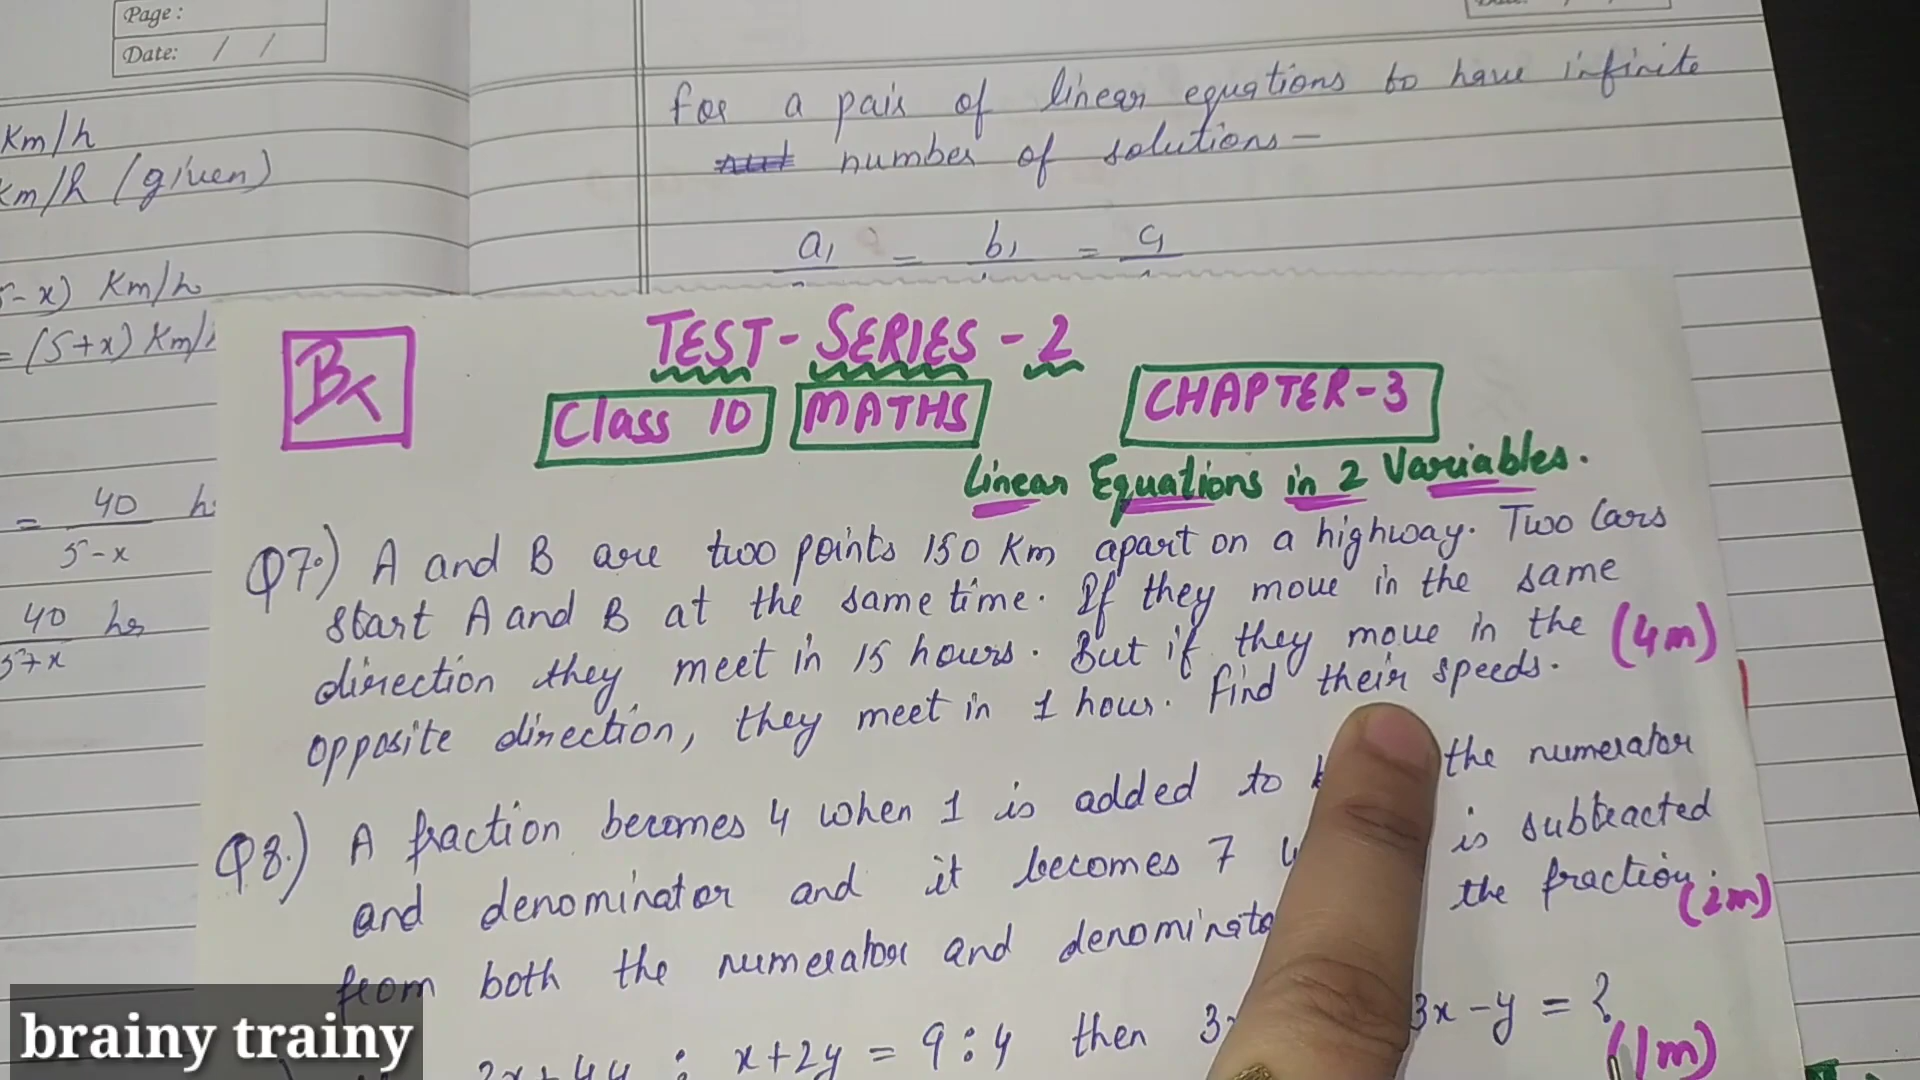 Page:
Date: / /
Km/h
Km/h (given)
-x) Km/h
= (5+x) Km/
= 40 h
5-x
40 hr
5+x
For a pair of linear equations to have infinite
number of solutions-
a1 = b1 = c1
Bt
TEST-SERIES-2
Class 10 MATHS CHAPTER-3
Linear Equations in 2 Variables.
Q7.) A and B are two points 150 Km apart on a highway. Two Cars
start A and B at the same time. If they move in the same
direction they meet in 15 hours. But if they move in the (4m)
opposite direction, they meet in 1 hour. Find their speeds.
Q8.) A fraction becomes 4 when 1 is added to the numerator
and denominator and it becomes 7 is subtracted
from both the numerator and denominato the fraction. (2m)
: x+2y = 9:4 then 3x-y = ?
(1m)
brainy trainy